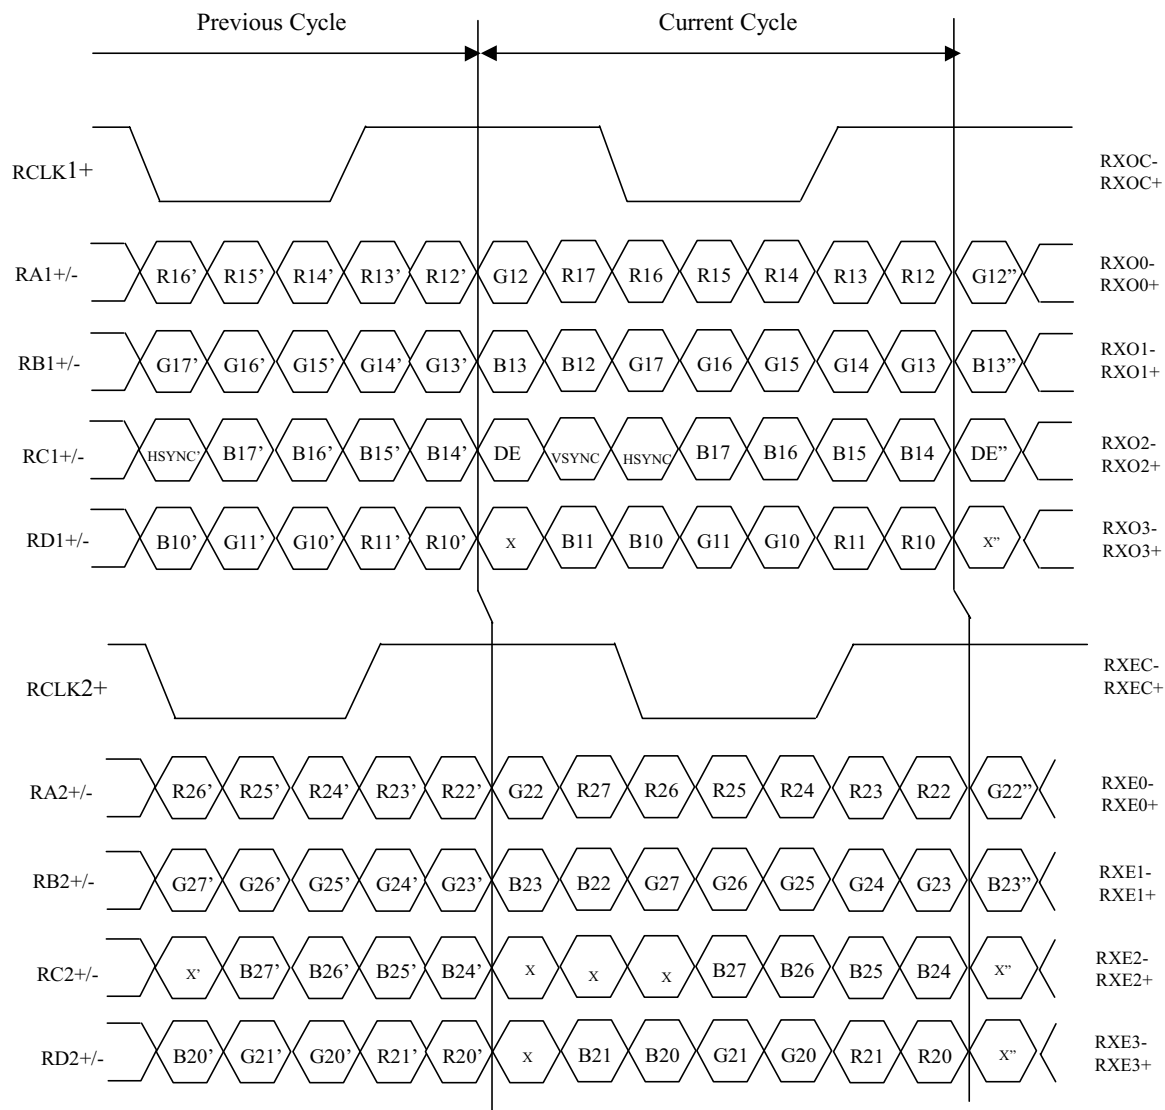 Previous Cycle Current Cycle
RCLK1+ RXOC-
RXOC+
RA1+/- R16’ R15’ R14’ R13’ R12’ G12 R17 R16 R15 R14 R13 R12 G12” RXO0-
RXO0+
RB1+/- G17’ G16’ G15’ G14’ G13’ B13 B12 G17 G16 G15 G14 G13 B13” RXO1-
RXO1+
RC1+/- HSYNC’ B17’ B16’ B15’ B14’ DE VSYNC HSYNC B17 B16 B15 B14 DE” RXO2-
RXO2+
RD1+/- B10’ G11’ G10’ R11’ R10’ X B11 B10 G11 G10 R11 R10 X” RXO3-
RXO3+
RCLK2+ RXEC-
RXEC+
RA2+/- R26’ R25’ R24’ R23’ R22’ G22 R27 R26 R25 R24 R23 R22 G22” RXE0-
RXE0+
RB2+/- G27’ G26’ G25’ G24’ G23’ B23 B22 G27 G26 G25 G24 G23 B23” RXE1-
RXE1+
RC2+/- X’ B27’ B26’ B25’ B24’ X X X B27 B26 B25 B24 X” RXE2-
RXE2+
RD2+/- B20’ G21’ G20’ R21’ R20’ X B21 B20 G21 G20 R21 R20 X” RXE3-
RXE3+